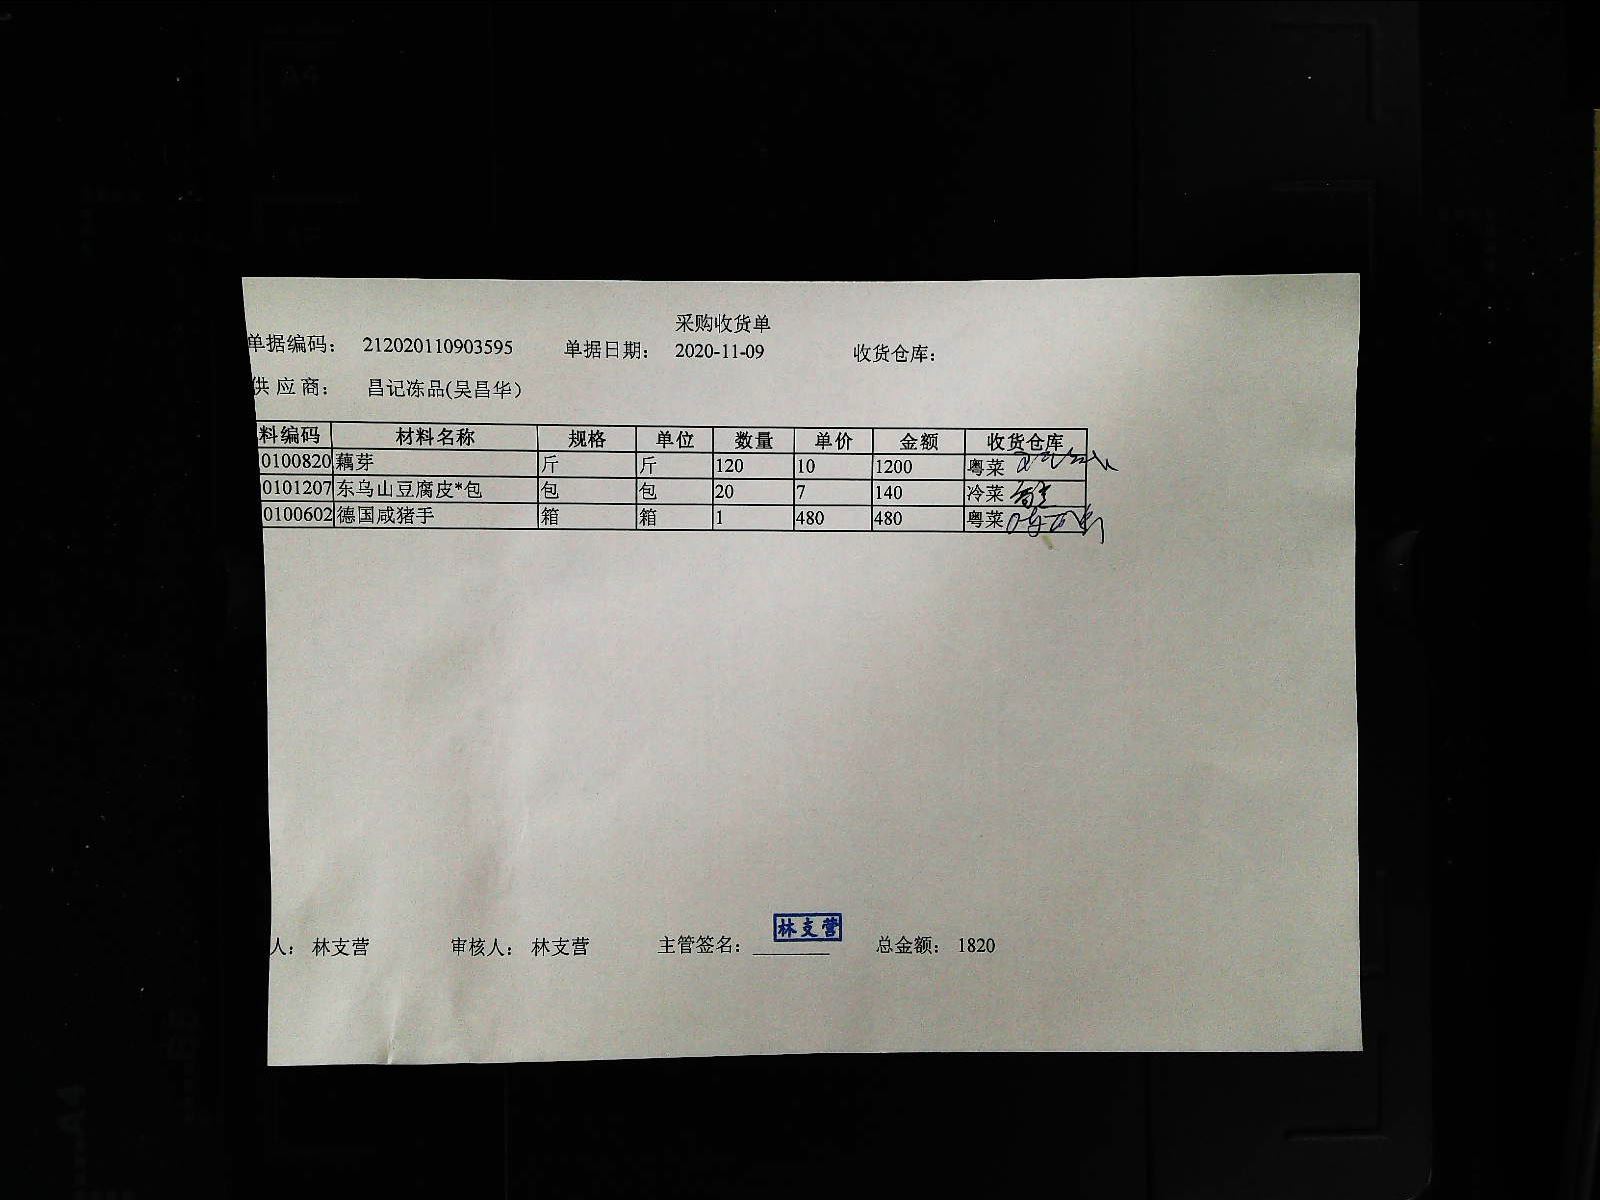 采购收货单
单据编码: 212020110903595 单据日期: 2020-11-09 收货仓库:
供应商: 昌记冻品(吴昌华)
料编码 材料名称 规格 单位 数量 单价 金额 收货仓库
0100820 藕芽 斤 斤 120 10 1200 粤菜
0101207 东乌山豆腐皮*包 包 包 20 7 140 冷菜
0100602 德国咸猪手 箱 箱 1 480 480 粤菜
林支营
人: 林支营 审核人: 林支营 主管签名: 总金额: 1820